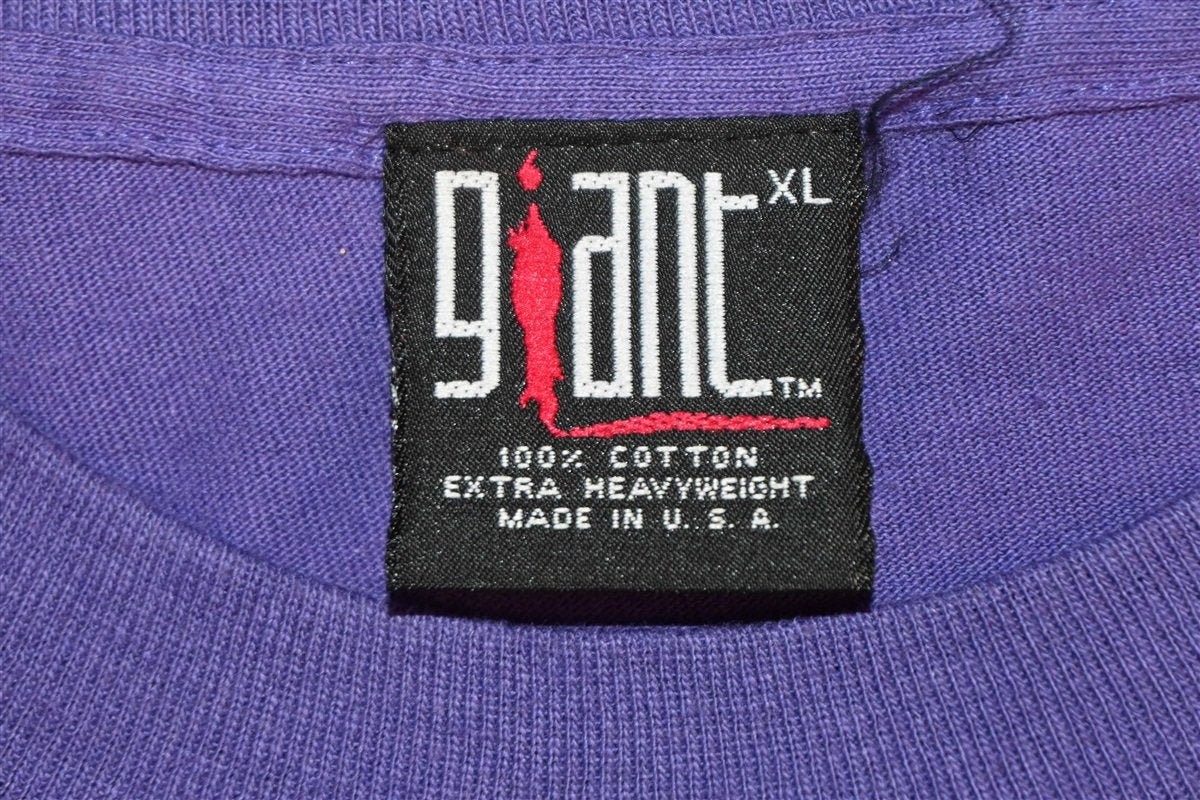 giant XL
TM
100% COTTON
EXTRA HEAVYWEIGHT
MADE IN U. S. A.